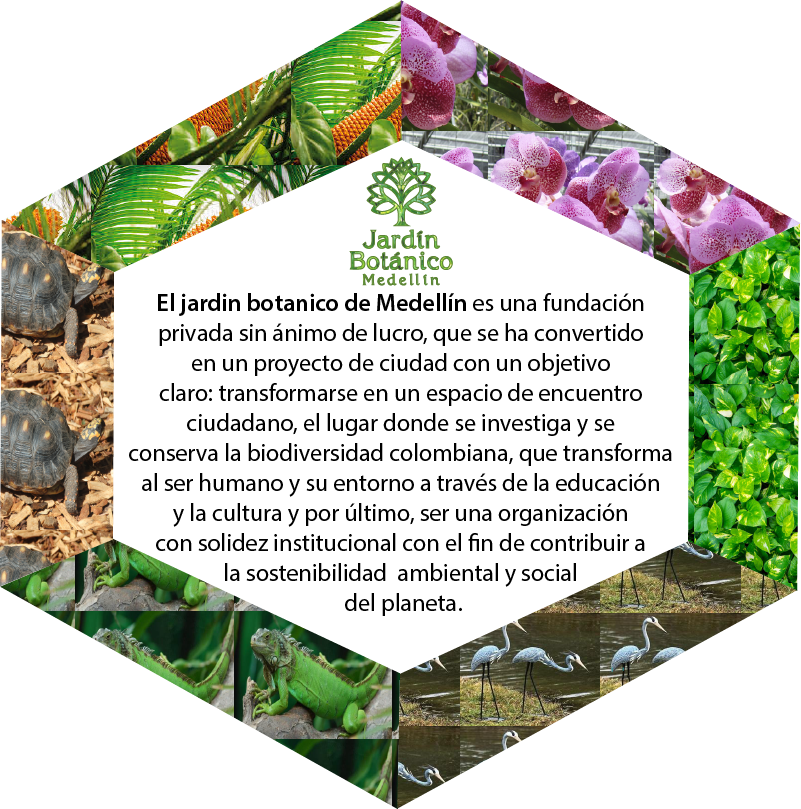 Jardín
Botánico
Medellín
El jardin botanico de Medellín es una fundación
privada sin ánimo de lucro, que se ha convertido
en un proyecto de ciudad con un objetivo
claro: transformarse en un espacio de encuentro
ciudadano, el lugar donde se investiga y se
conserva la biodiversidad colombiana, que transforma
al ser humano y su entorno a través de la educación
y la cultura y por último, ser una organización
con solidez institucional con el fin de contribuir a
la sostenibilidad  ambiental y social
del planeta.